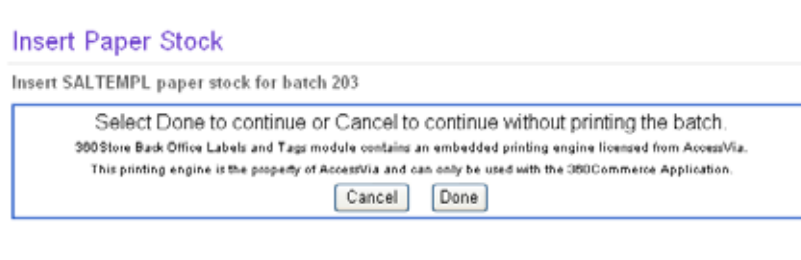 Insert Paper Stock
Insert SALTEMPL paper stock for batch 203
Select Done to continue or Cancel to continue without printing the batch.
360Store Back Office Labels and Tags module contains an embedded printing engine licensed from AccessVia.
This printing engine is the property of AccessVia and can only be used with the 360Commerce Application.
Cancel Done